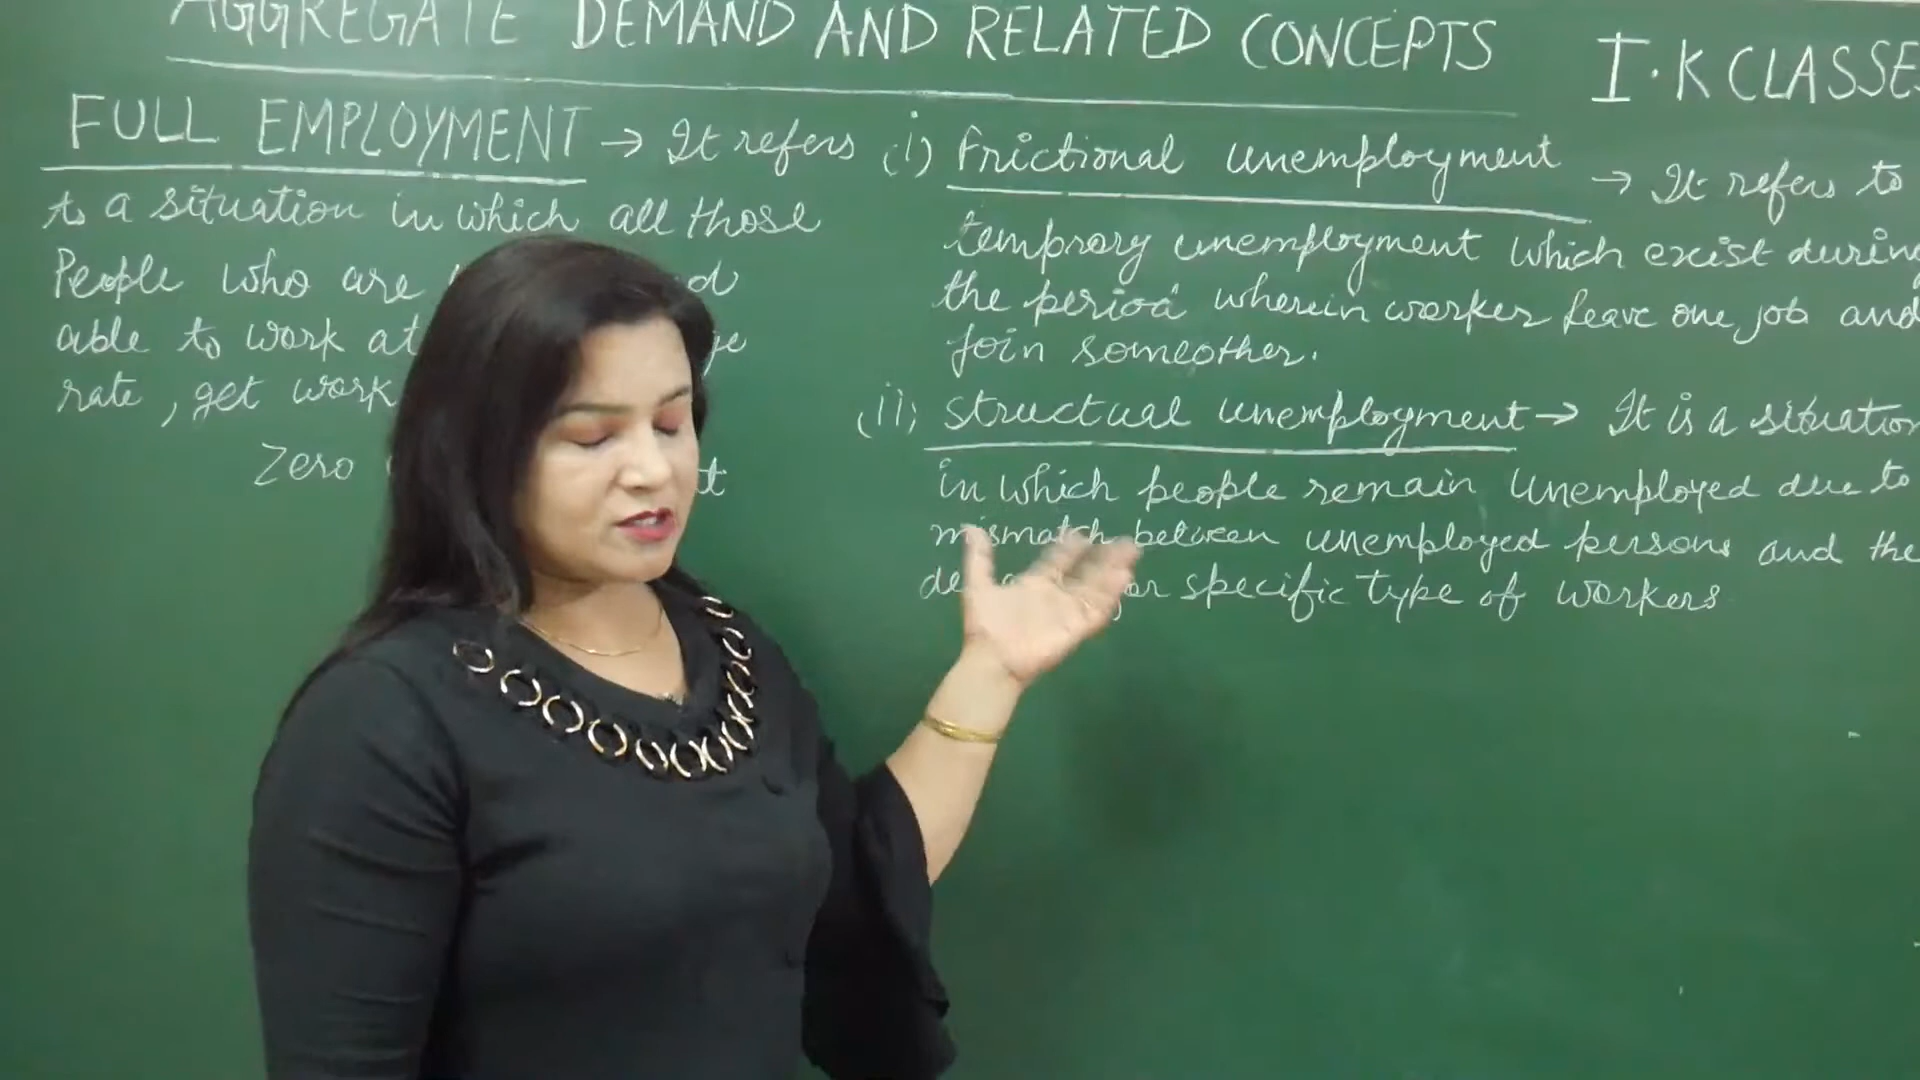 AGGREGATE DEMAND AND RELATED CONCEPTS
I.K CLASSES
FULL EMPLOYMENT → It refers
to a situation in which all those
People who are
able to work at
rate, get work
Zero
(i) Frictional unemployment → It refers to
temprory unemployment which excist during
the period wherein worker leave one job and
join someother.
(ii) Structual unemployment → It is a situation
in which people remain unemployed due to
mismatch between unemployed persons and the
for specific type of workers